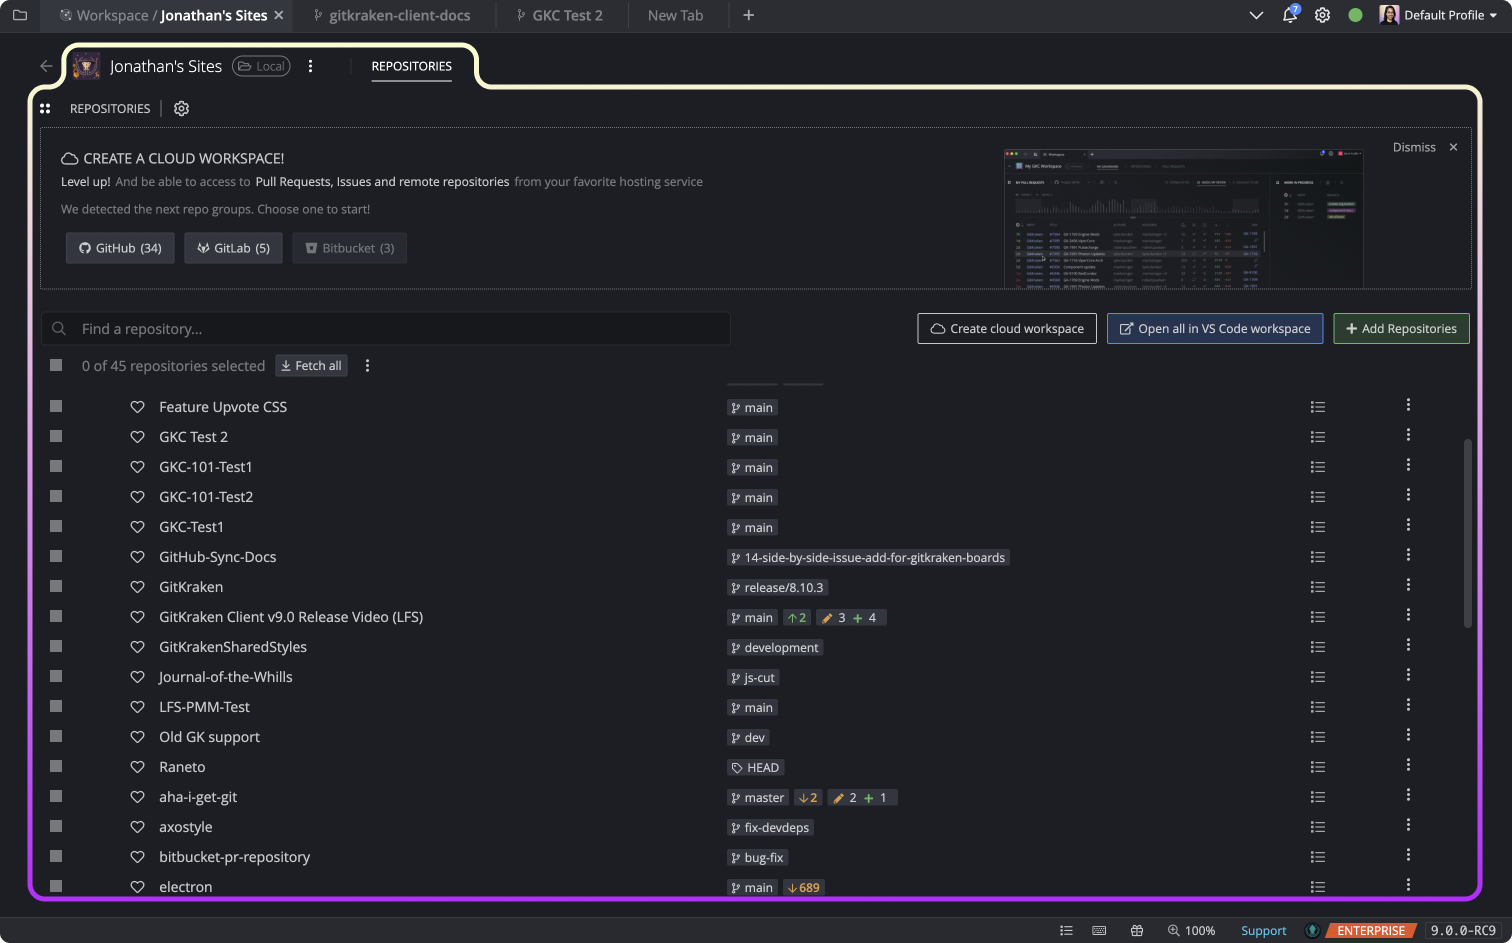 Workspace / Jonathan's Sites
gitkraken-client-docs
GKC Test 2
New Tab
7
Default Profile
Jonathan's Sites
Local
REPOSITORIES
REPOSITORIES
CREATE A CLOUD WORKSPACE!
Dismiss
Level up! And be able to access to Pull Requests, Issues and remote repositories from your favorite hosting service
We detected the next repo groups. Choose one to start!
GitHub (34)
GitLab (5)
Bitbucket (3)
Find a repository...
Create cloud workspace
Open all in VS Code workspace
Add Repositories
0 of 45 repositories selected
Fetch all
Feature Upvote CSS main
GKC Test 2 main
GKC-101-Test1 main
GKC-101-Test2 main
GKC-Test1 main
GitHub-Sync-Docs 14-side-by-side-issue-add-for-gitkraken-boards
GitKraken release/8.10.3
GitKraken Client v9.0 Release Video (LFS) main ↑2 3 + 4
GitKrakenSharedStyles development
Journal-of-the-Whills js-cut
LFS-PMM-Test main
Old GK support dev
Raneto HEAD
aha-i-get-git master ↓2 2 + 1
axostyle fix-devdeps
bitbucket-pr-repository bug-fix
electron main ↓689
100%
Support
ENTERPRISE
9.0.0-RC9